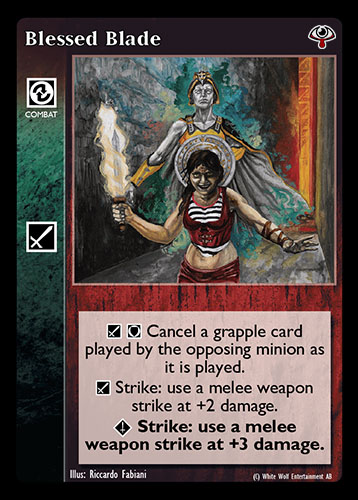 Blessed Blade
COMBAT
Cancel a grapple card
played by the opposing minion as
it is played.
Strike: use a melee weapon
strike at +2 damage.
Strike: use a melee
weapon strike at +3 damage.
Illus: Riccardo Fabiani
(C) White Wolf Entertainment AB